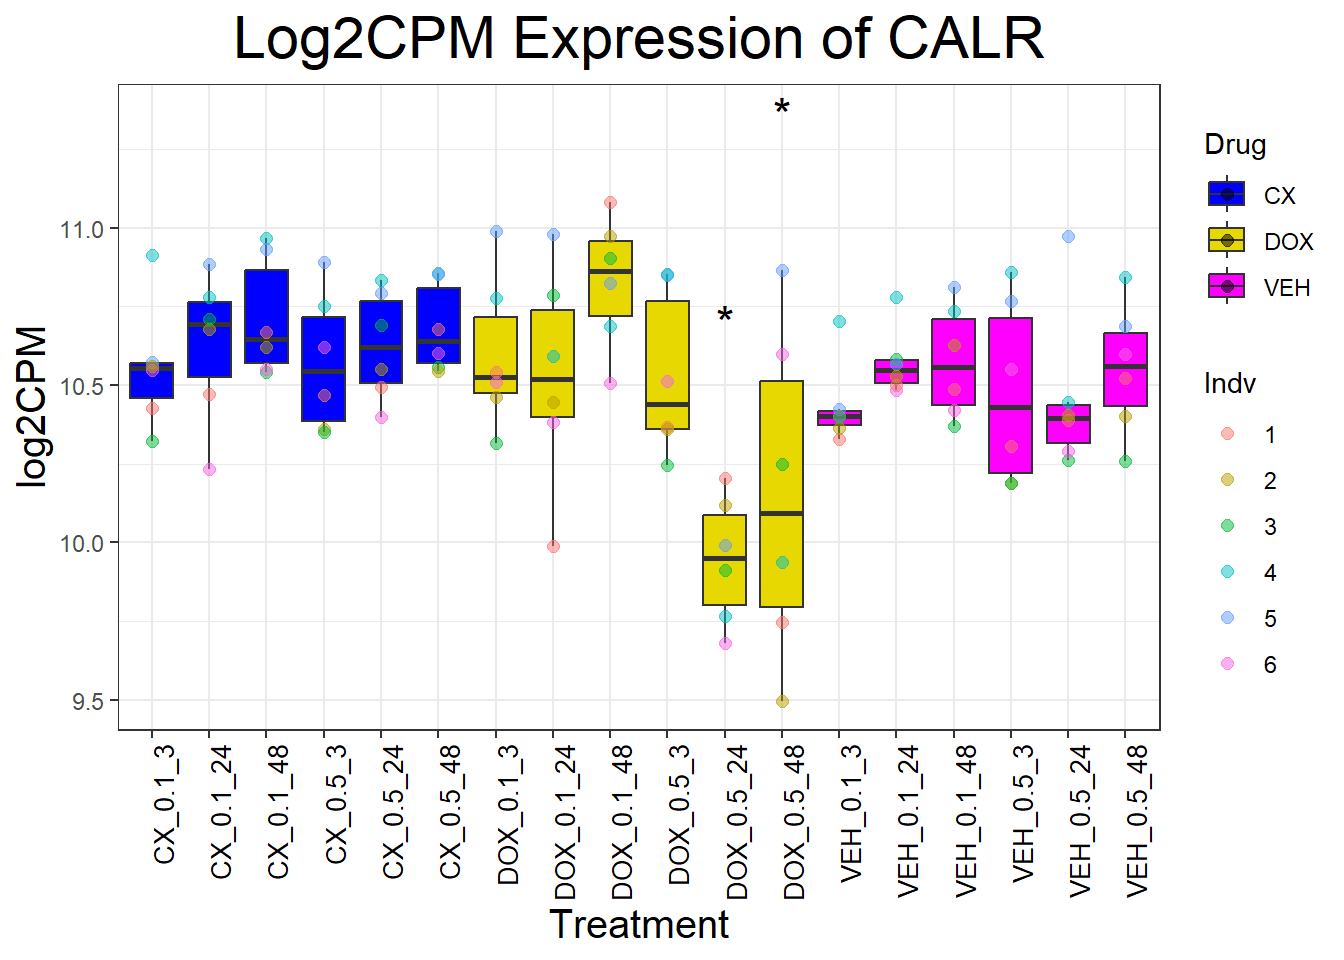 Log2CPM Expression of CALR
*
*
log2CPM
11.0
10.5
10.0
9.5
CX_0.1_3
CX_0.1_24
CX_0.1_48
CX_0.5_3
CX_0.5_24
CX_0.5_48
DOX_0.1_3
DOX_0.1_24
DOX_0.1_48
DOX_0.5_3
DOX_0.5_24
DOX_0.5_48
VEH_0.1_3
VEH_0.1_24
VEH_0.1_48
VEH_0.5_3
VEH_0.5_24
VEH_0.5_48
Treatment
Drug
CX
DOX
VEH
Indv
1
2
3
4
5
6